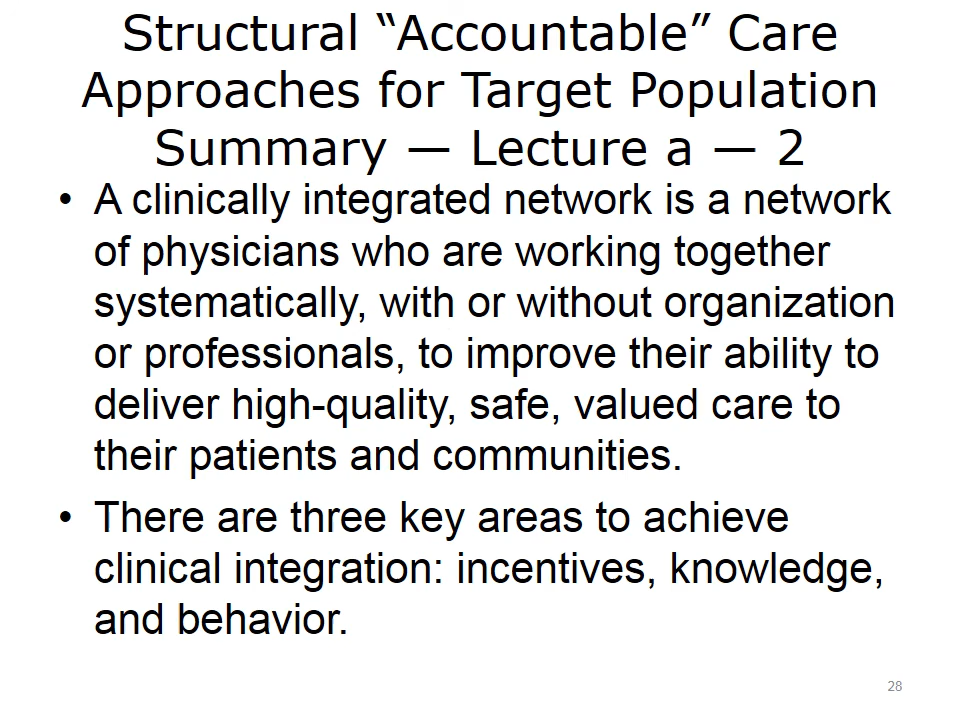 Structural “Accountable” Care
Approaches for Target Population
Summary — Lecture a — 2
• A clinically integrated network is a network
of physicians who are working together
systematically, with or without organization
or professionals, to improve their ability to
deliver high-quality, safe, valued care to
their patients and communities.
• There are three key areas to achieve
clinical integration: incentives, knowledge,
and behavior.
28